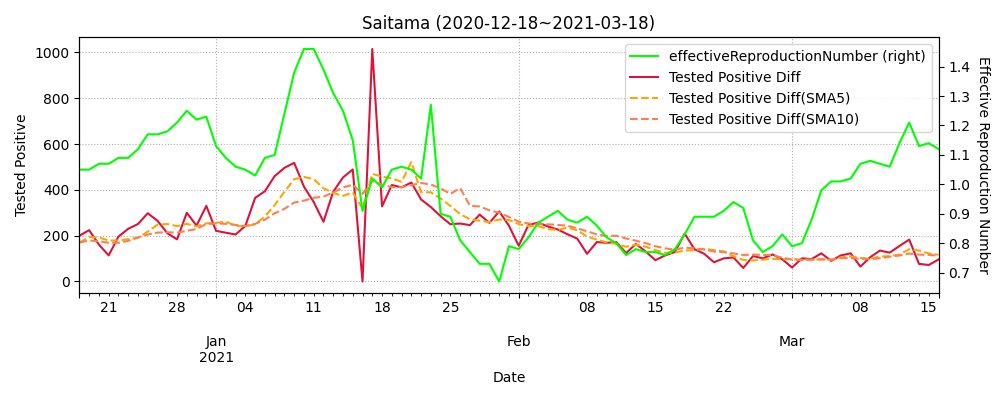 Saitama (2020-12-18~2021-03-18)
effectiveReproductionNumber (right)
Tested Positive Diff
Tested Positive Diff(SMA5)
Tested Positive Diff(SMA10)
Tested Positive
1000
800
600
400
200
0
Effective Reproduction Number
1.4
1.3
1.2
1.1
1.0
0.9
0.8
0.7
21 28 04 11 18 25 08 15 22 08 15
Jan Feb Mar
2021
Date